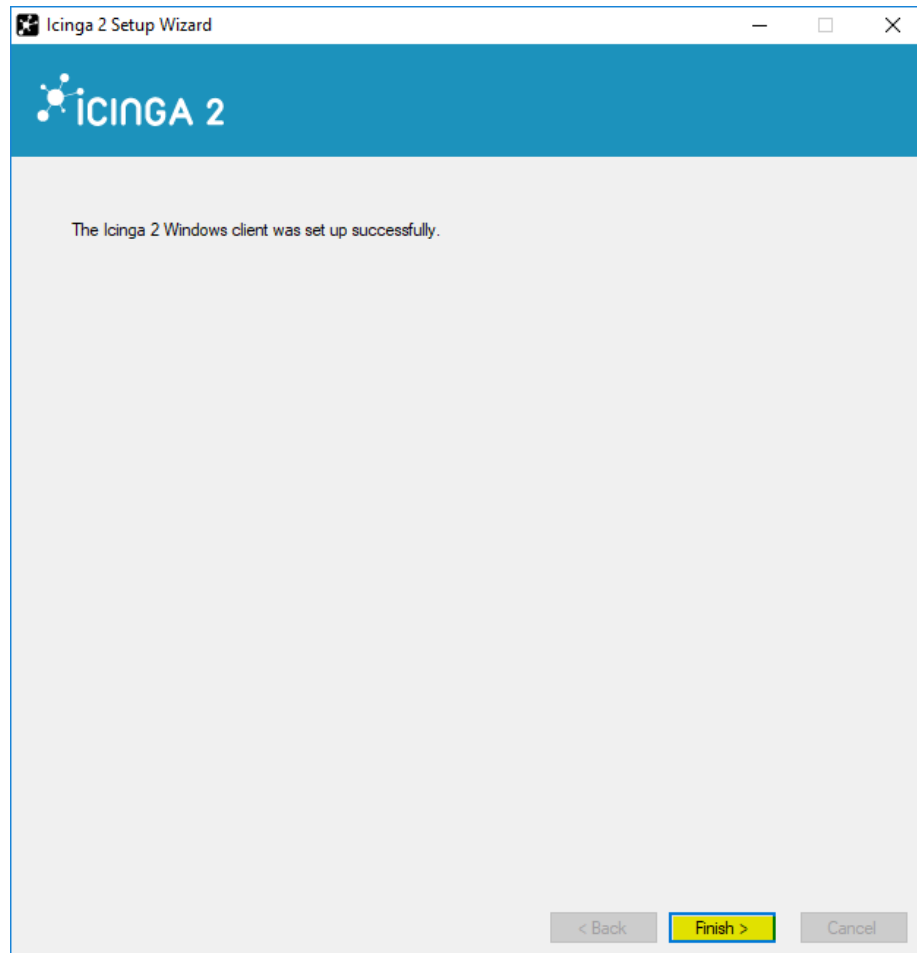 Icinga 2 Setup Wizard
iCINGA 2
The Icinga 2 Windows client was set up successfully.
< Back Finish > Cancel